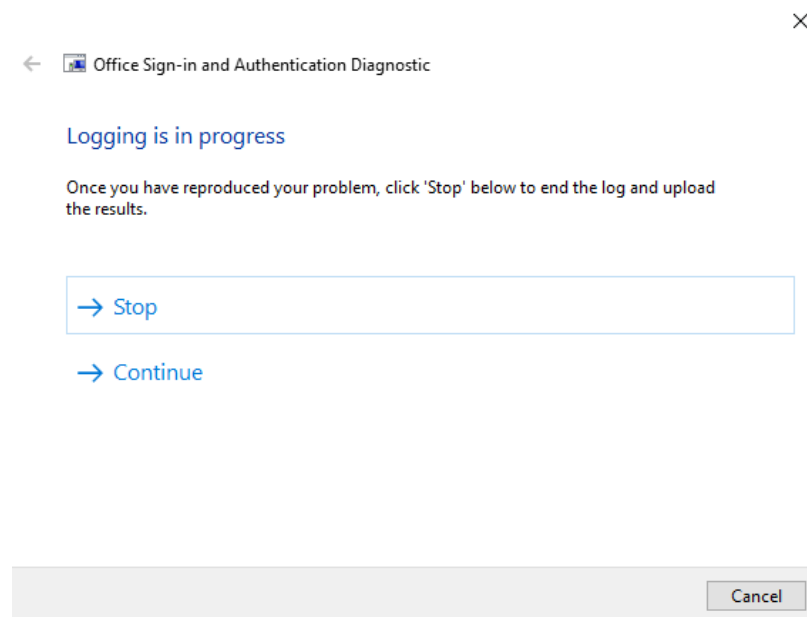 Office Sign-in and Authentication Diagnostic
Logging is in progress
Once you have reproduced your problem, click 'Stop' below to end the log and upload
the results.
Stop
Continue
Cancel